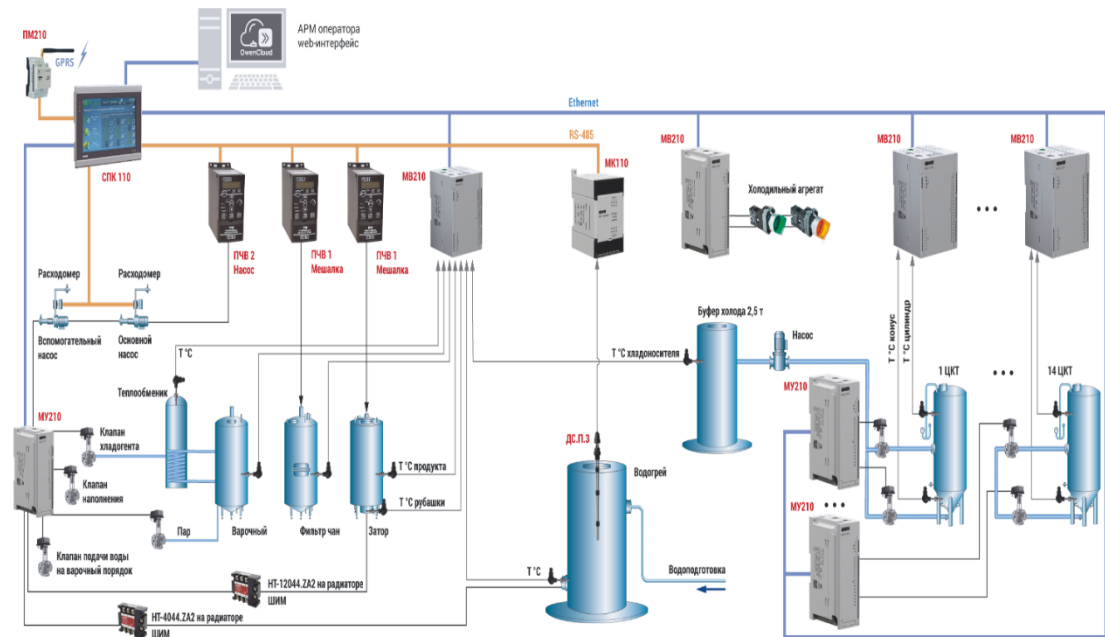 ПМ210
GPRS
OwenCloud
АРМ оператора
web-интерфейс
Ethernet
RS-485
СПК 110
МВ210
МК110
МВ210
МВ210
МВ210
Холодильный агрегат
ПЧВ 2
Насос
ПЧВ 1
Мешалка
ПЧВ 1
Мешалка
Расходомер
Расходомер
Вспомогательный
насос
Основной
насос
T °C
Теплообменик
МУ210
Клапан
хладогента
Клапан
наполнения
Пар
Клапан подачи воды
на варочный порядок
Варочный
Фильтр чан
Затор
T °C продукта
T °C рубашки
T °C хладоносителя
Буфер холода 2,5 т
Насос
T °C конус
T °C цилиндр
1 ЦКТ
14 ЦКТ
МУ210
МУ210
ДС.П.3
Водогрей
Водоподготовка
T °C
HT-12044.ZA2 на радиаторе
ШИМ
HT-4044.ZA2 на радиаторе
ШИМ